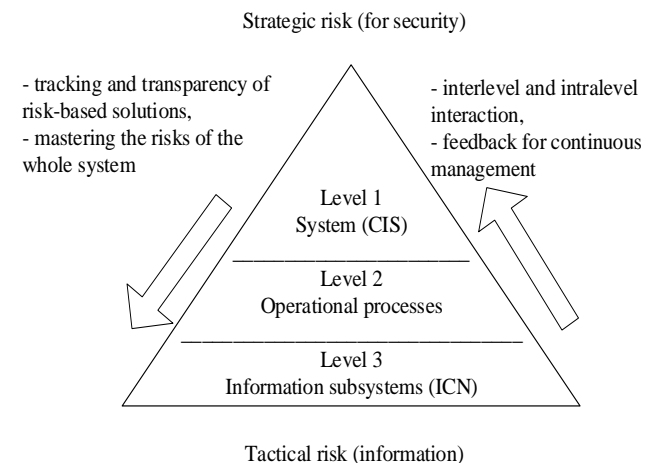 Strategic risk (for security)
- tracking and transparency of
risk-based solutions,
- mastering the risks of the
whole system
- interlevel and intralevel
interaction,
- feedback for continuous
management
Level 1
System (CIS)
Level 2
Operational processes
Level 3
Information subsystems (ICN)
Tactical risk (information)